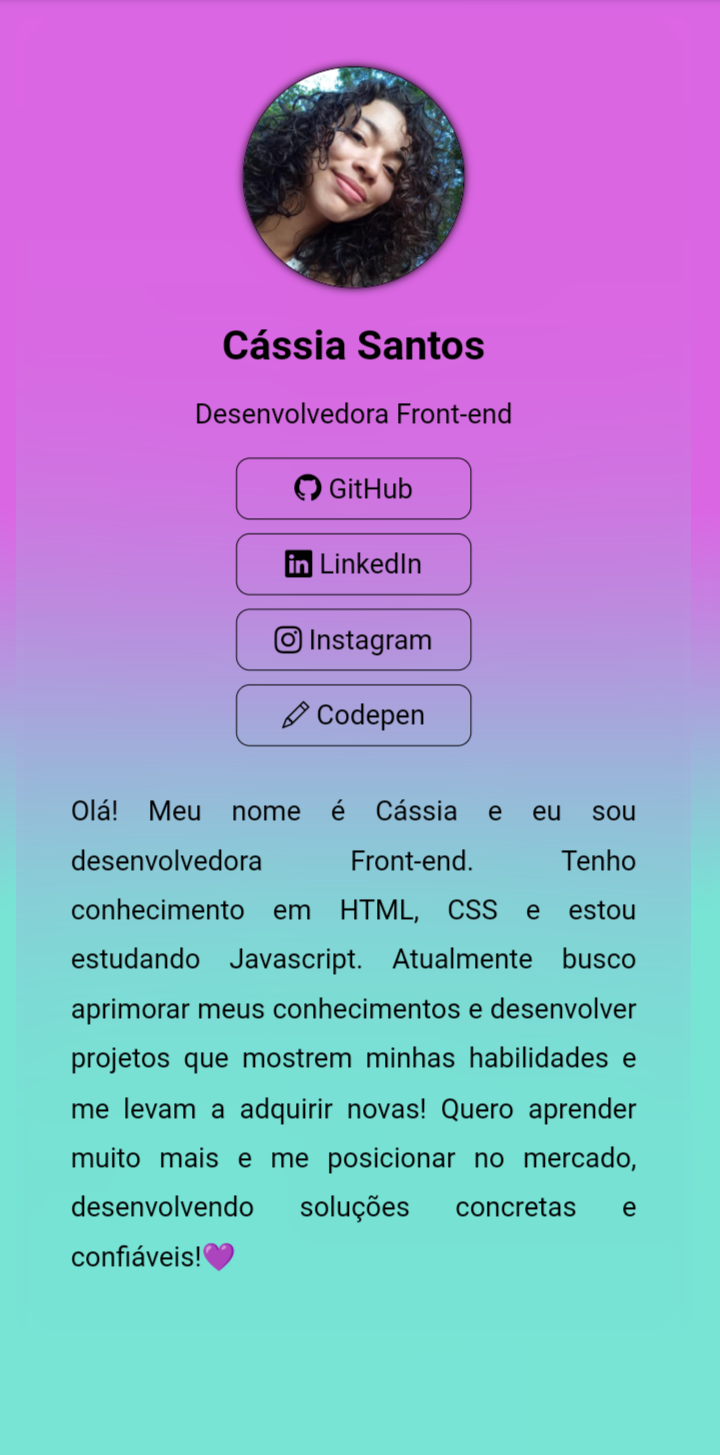 Cássia Santos
Desenvolvedora Front-end
GitHub
LinkedIn
Instagram
Codepen
Olá! Meu nome é Cássia e eu sou
desenvolvedora Front-end. Tenho
conhecimento em HTML, CSS e estou
estudando Javascript. Atualmente busco
aprimorar meus conhecimentos e desenvolver
projetos que mostrem minhas habilidades e
me levam a adquirir novas! Quero aprender
muito mais e me posicionar no mercado,
desenvolvendo soluções concretas e
confiáveis!💜